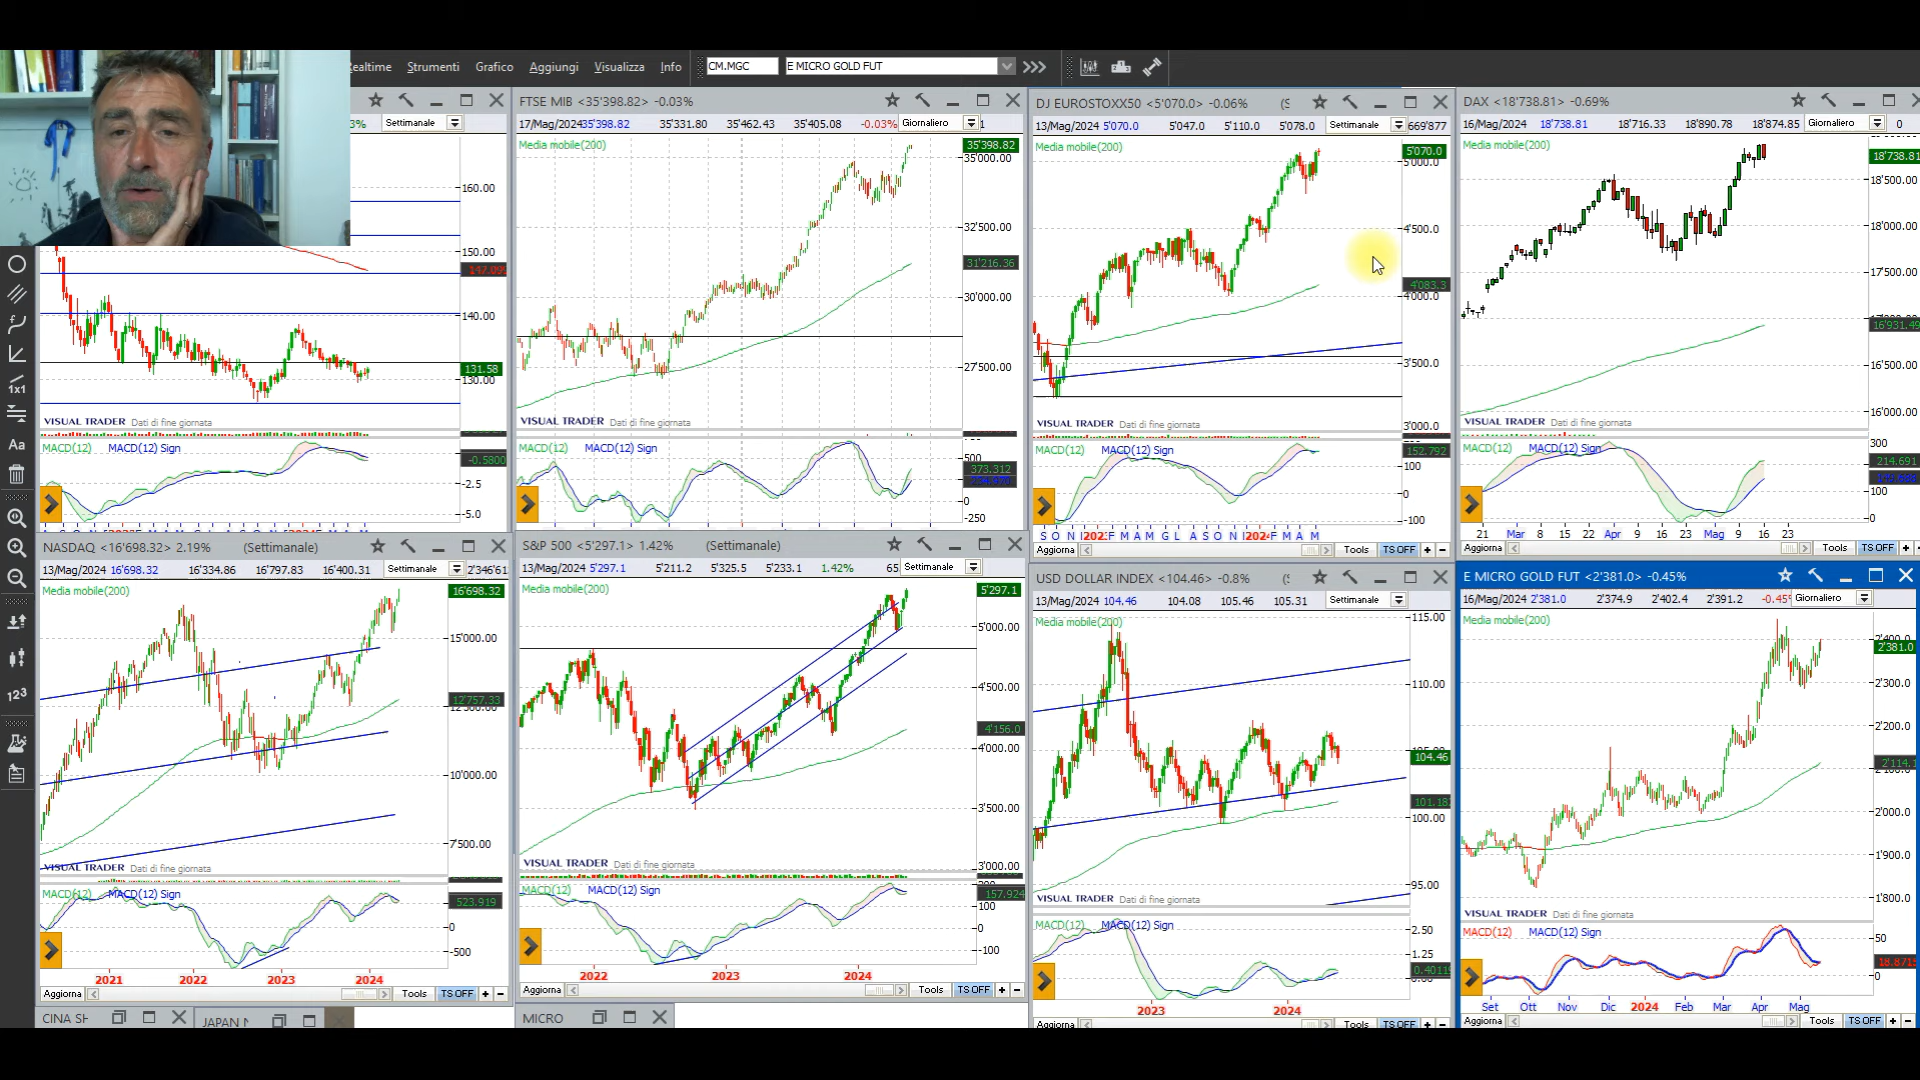 ealtime Strumenti Grafico Aggiungi Visualizza Info CM.MGC E MICRO GOLD FUT
3% Settimanale
160.00
150.00
147.099
140.00
131.58
130.00
VISUAL TRADER Dati di fine giornata
MACD(12) MACD(12) Sign
-0.5800
-2.5
-5.0
FTSE MIB <35'398.82> -0.03%
17/Mag/2024 35'398.82 35'331.80 35'462.43 35'405.08 -0.03% Giornaliero 1
Media mobile(200)
35'398.82
35'000.00
32'500.00
31'216.36
30'000.00
27'500.00
VISUAL TRADER Dati di fine giornata
MACD(12) MACD(12) Sign
500
373.312
0
-250
DJ EUROSTOXX50 <5'070.0> -0.06%
13/Mag/2024 5'070.0 5'047.0 5'110.0 5'078.0 Settimanale 669'877
Media mobile(200)
5'070.0
5'000.0
4'500.0
4'083.3
4'000.0
3'500.0
3'000.0
VISUAL TRADER Dati di fine giornata
MACD(12) MACD(12) Sign
152.792
100
0
-100
Aggiorna Tools TS OFF + -
DAX <18'738.81> -0.69%
16/Mag/2024 18'738.81 18'716.33 18'890.78 18'874.85 Giornaliero 0
Media mobile(200)
18'738.81
18'500.00
18'000.00
17'500.00
16'931.49
16'500.00
16'000.00
VISUAL TRADER Dati di fine giornata
MACD(12) MACD(12) Sign
300
214.691
100
0
21 Mar 8 15 22 Apr 9 16 23 Mag 9 16 23
Aggiorna Tools TS OFF + -
Aa
1x1
123
NASDAQ <16'698.32> 2.19% (Settimanale)
13/Mag/2024 16'698.32 16'334.86 16'797.83 16'400.31 Settimanale 2'346'61
Media mobile(200)
16'698.32
15'000.00
12'757.33
10'000.00
7'500.00
VISUAL TRADER Dati di fine giornata
MACD(12) MACD(12) Sign
523.919
0
-500
2021 2022 2023 2024
Aggiorna Tools TS OFF + -
S&P 500 <5'297.1> 1.42% (Settimanale)
13/Mag/2024 5'297.1 5'211.2 5'325.5 5'233.1 1.42% 65 Settimanale
Media mobile(200)
5'297.1
5'000.00
4'500.00
4'156.0
4'000.00
3'500.00
3'000.00
VISUAL TRADER Dati di fine giornata
MACD(12) MACD(12) Sign
157.924
100
0
-100
2022 2023 2024
Aggiorna Tools TS OFF + -
USD DOLLAR INDEX <104.46> -0.8%
13/Mag/2024 104.46 104.08 105.46 105.31 Settimanale
Media mobile(200)
115.00
110.00
104.46
101.18
100.00
95.00
VISUAL TRADER Dati di fine giornata
MACD(12) MACD(12) Sign
2.50
1.25
2023 2024
Aggiorna Tools TS OFF + -
E MICRO GOLD FUT <2'381.0> -0.45%
16/Mag/2024 2'381.0 2'374.9 2'402.4 2'391.2 -0.45 Giornaliero
Media mobile(200)
2'381.0
2'300.0
2'200.0
2'114.1
2'000.0
1'900.0
1'800.0
VISUAL TRADER Dati di fine giornata
MACD(12) MACD(12) Sign
50
18.871
0
Set Ott Nov Dic 2024 Feb Mar Apr Mag
Aggiorna Tools TS OFF + -
CINA SH
JAPAN
MICRO